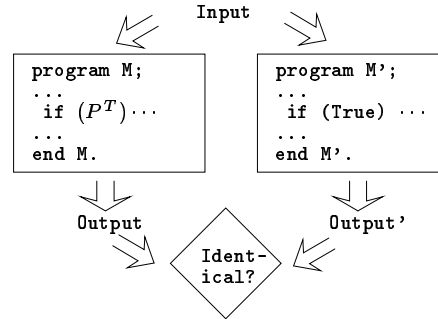 Input
program M;
...
if (P^T) ···
...
end M.
program M';
...
if (True) ···
...
end M'.
Output
Output'
Ident-
ical?